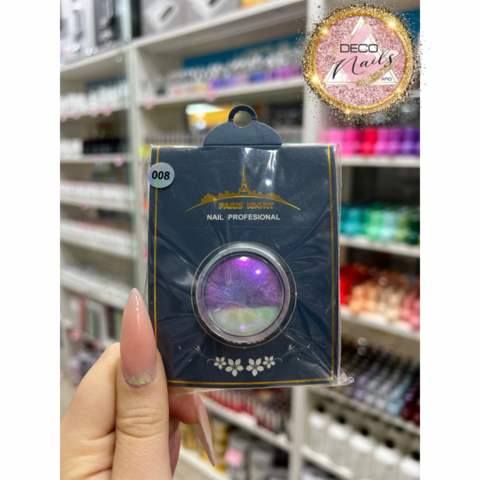 DECO
Nails
008
PARIS NIGHT
NAIL PROFESIONAL